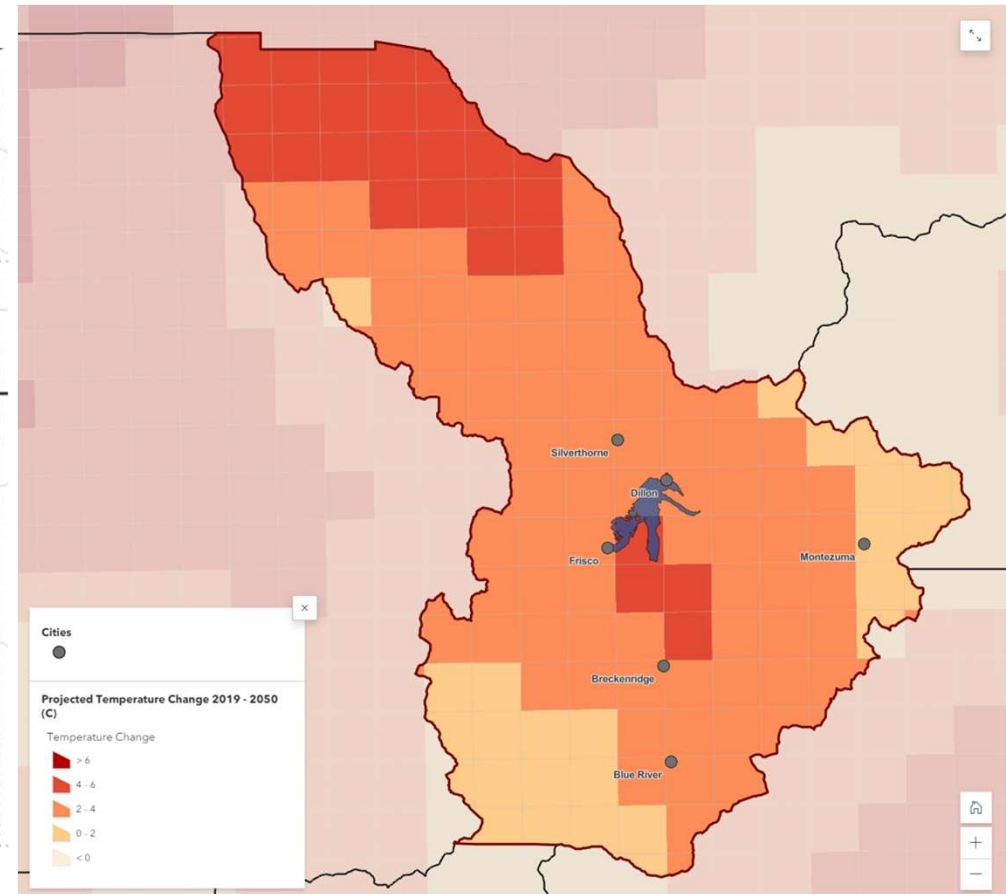 Silverthorne
Dillon
Frisco
Montezuma
Breckenridge
Blue River
Cities
Projected Temperature Change 2019 - 2050
(C)
Temperature Change
> 6
4 - 6
2 - 4
0 - 2
< 0